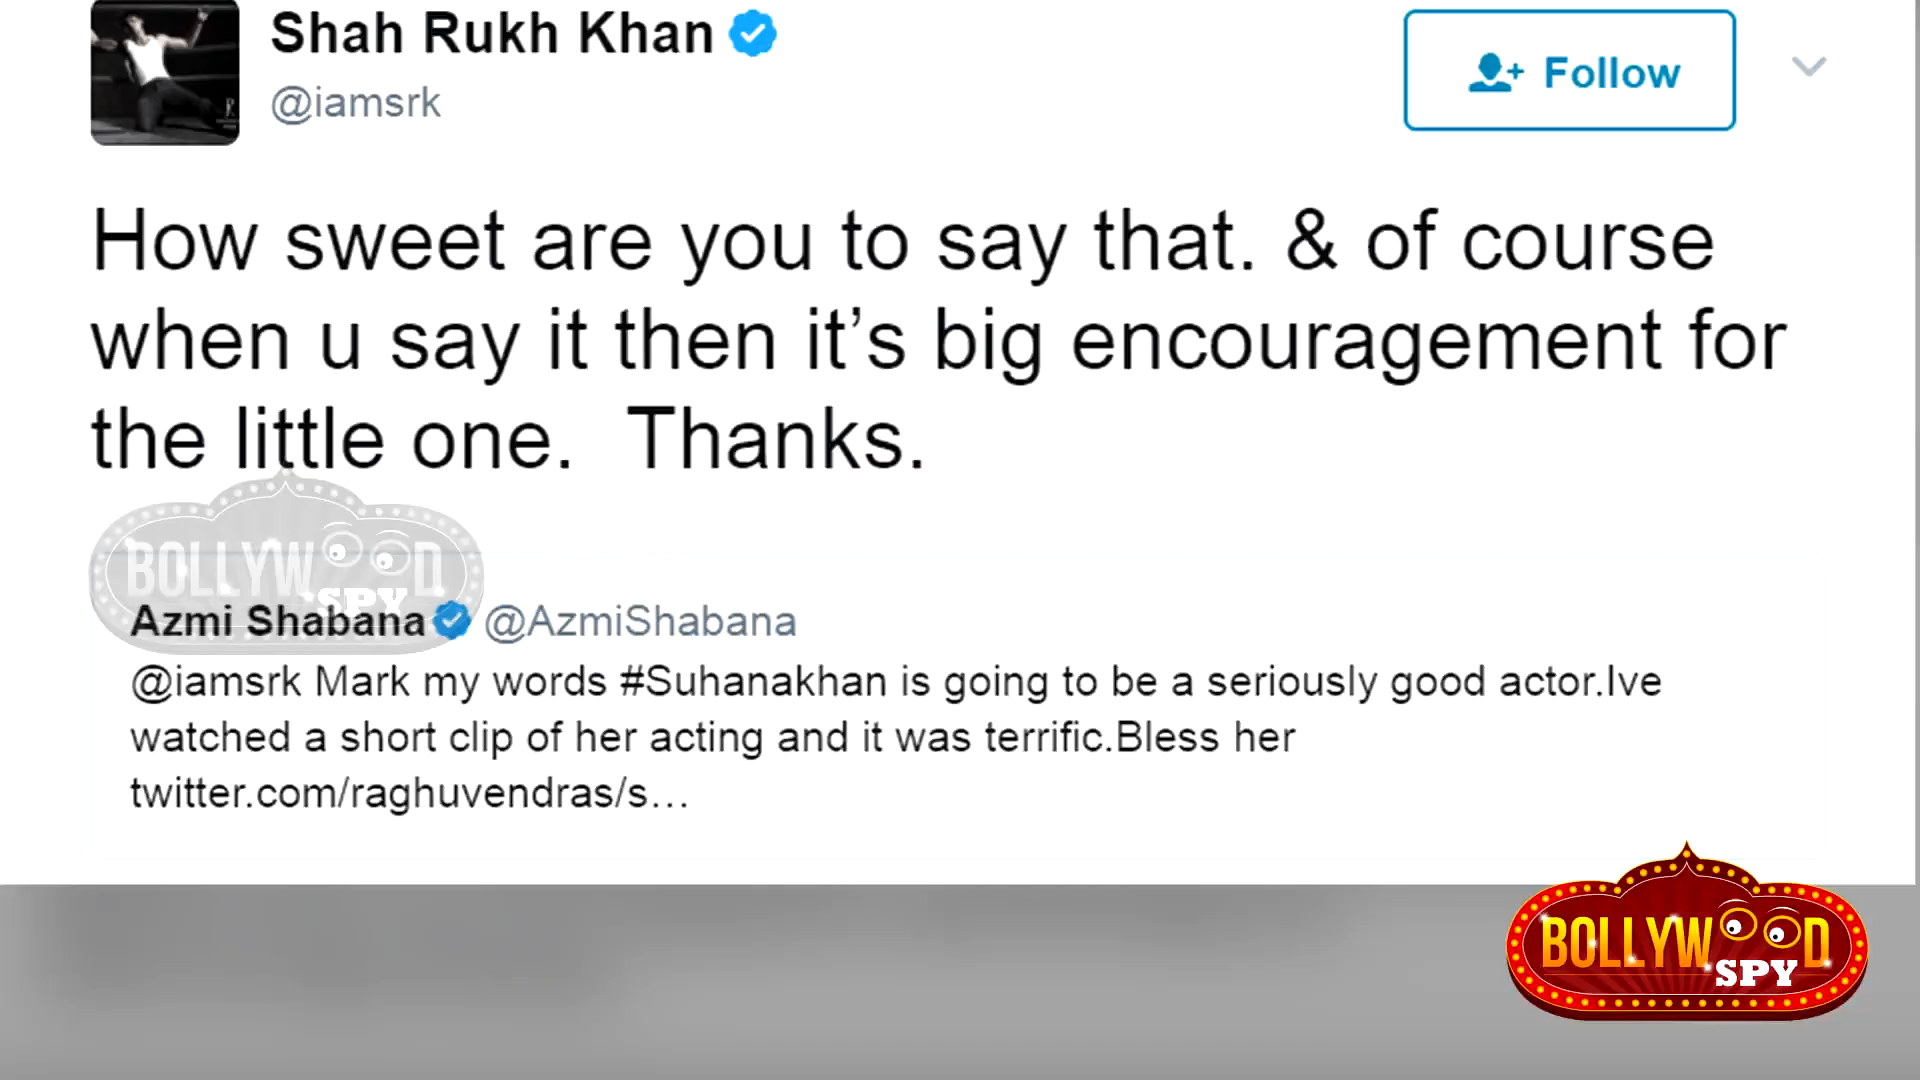 Shah Rukh Khan
@iamsrk
Follow
How sweet are you to say that. & of course
when u say it then it’s big encouragement for
the little one.  Thanks.
BOLLYWOOD
SPY
Azmi Shabana @AzmiShabana
@iamsrk Mark my words #Suhanakhan is going to be a seriously good actor.Ive
watched a short clip of her acting and it was terrific.Bless her
twitter.com/raghuvendras/s…
BOLLYWOOD
SPY